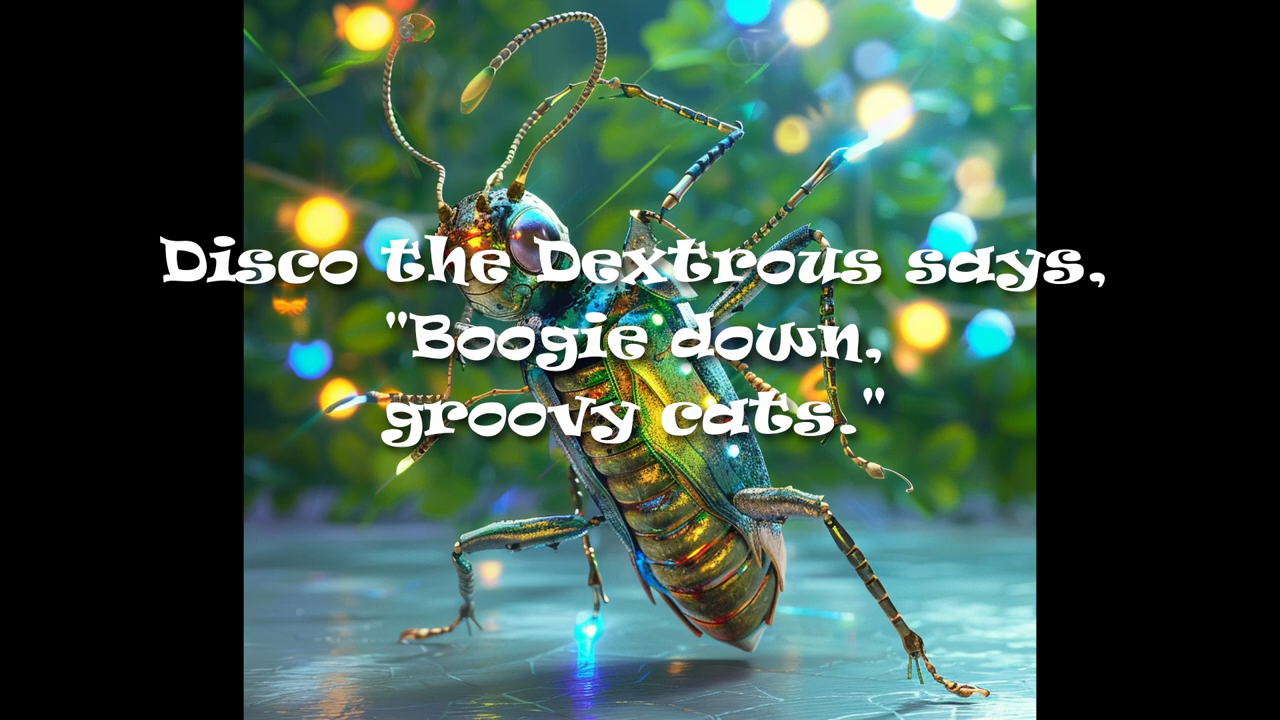 Disco the Dextrous says,
"Boogie down,
groovy cats."